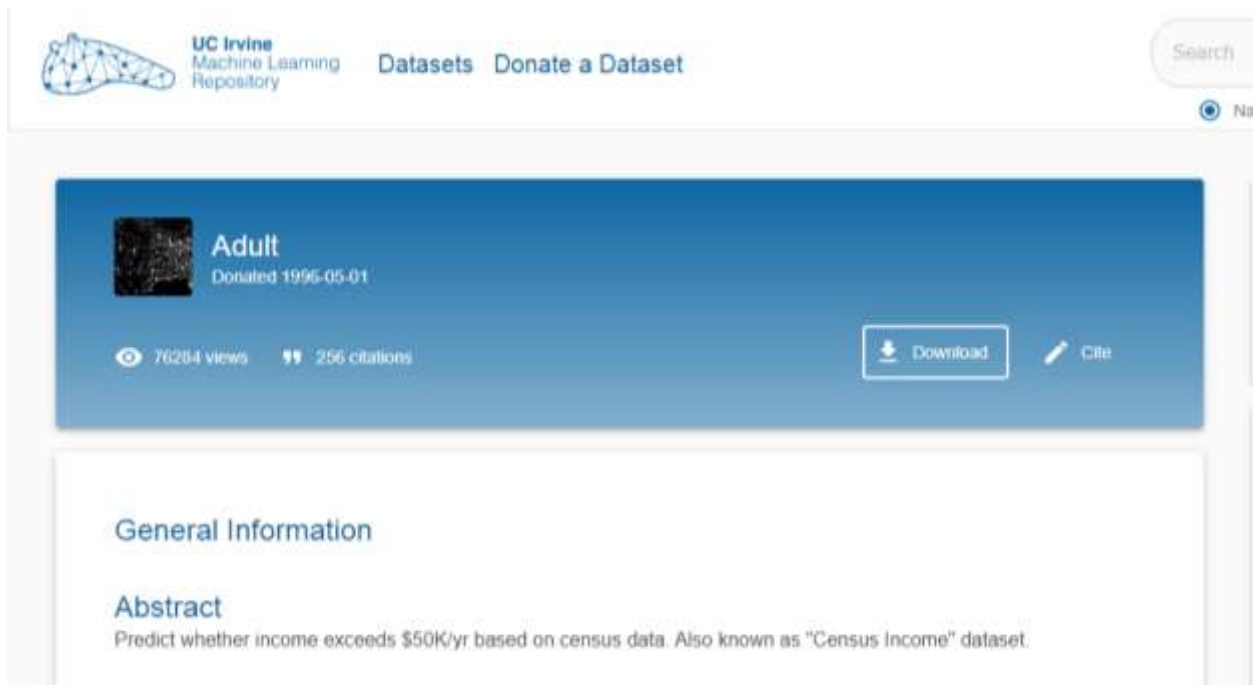 UC Irvine
Machine Learning
Repository
Datasets Donate a Dataset
Search
Na
Adult
Donated 1996-05-01
76284 views 256 citations
Download Cite
General Information
Abstract
Predict whether income exceeds $50K/yr based on census data. Also known as "Census Income" dataset.